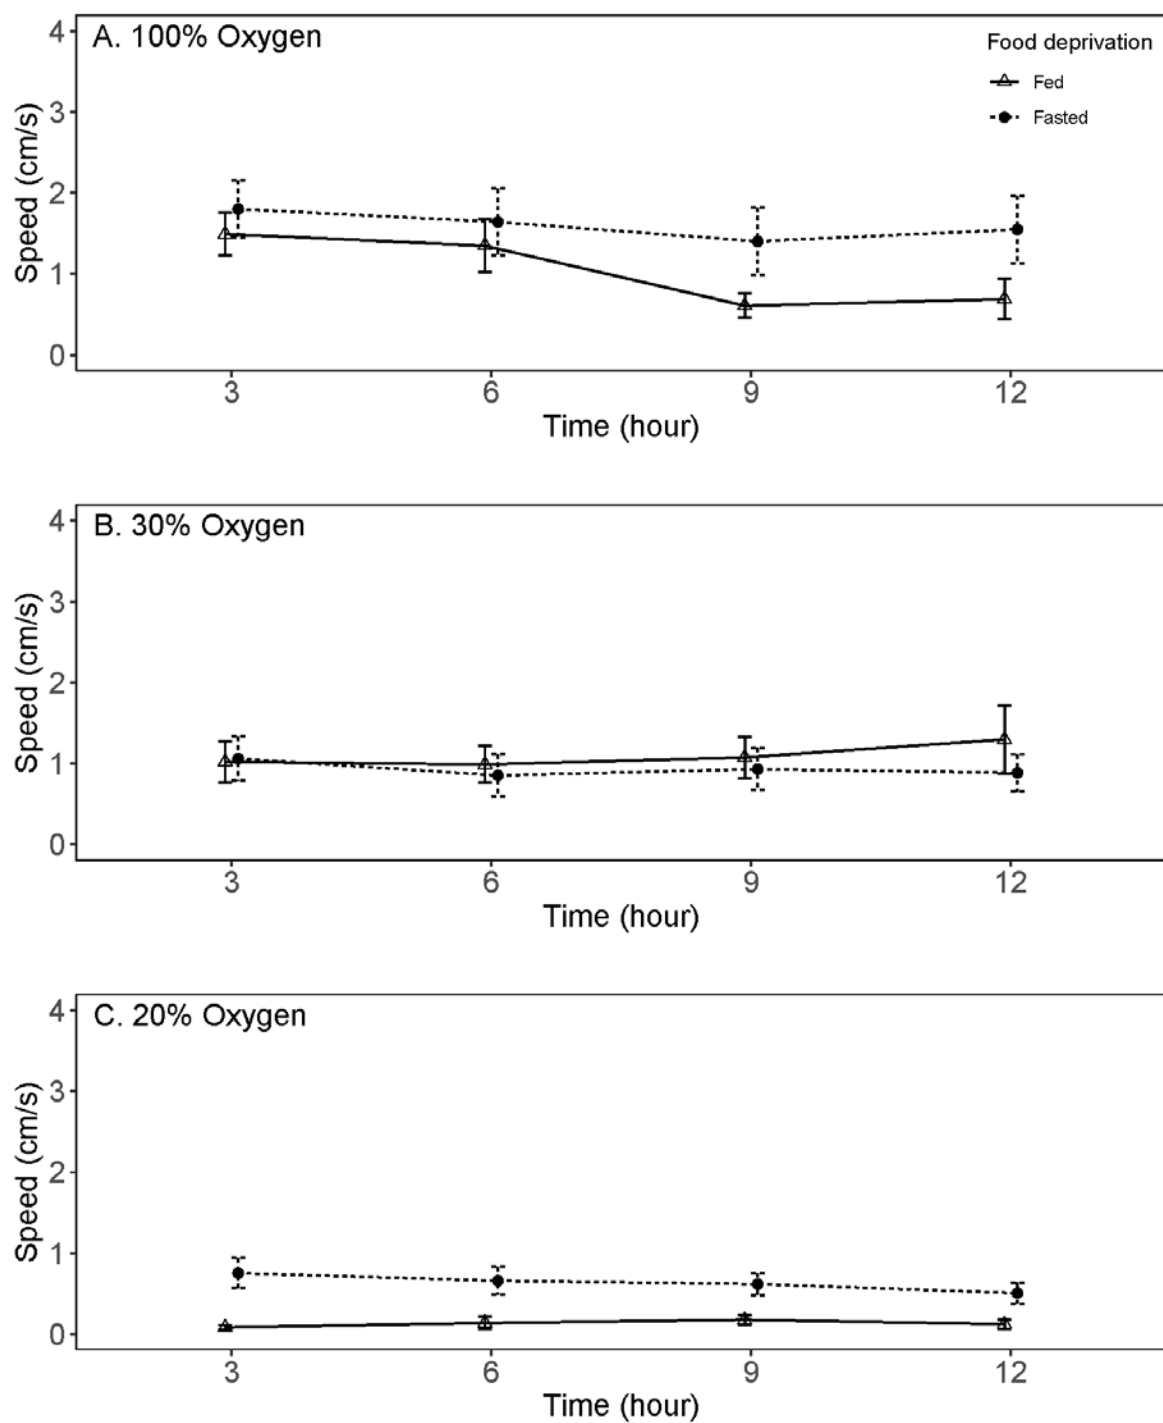 A. 100% Oxygen
Food deprivation
Fed
Fasted
Speed (cm/s)
4
3
2
1
0
3 6 9 12
Time (hour)
B. 30% Oxygen
Speed (cm/s)
4
3
2
1
0
3 6 9 12
Time (hour)
C. 20% Oxygen
Speed (cm/s)
4
3
2
1
0
3 6 9 12
Time (hour)